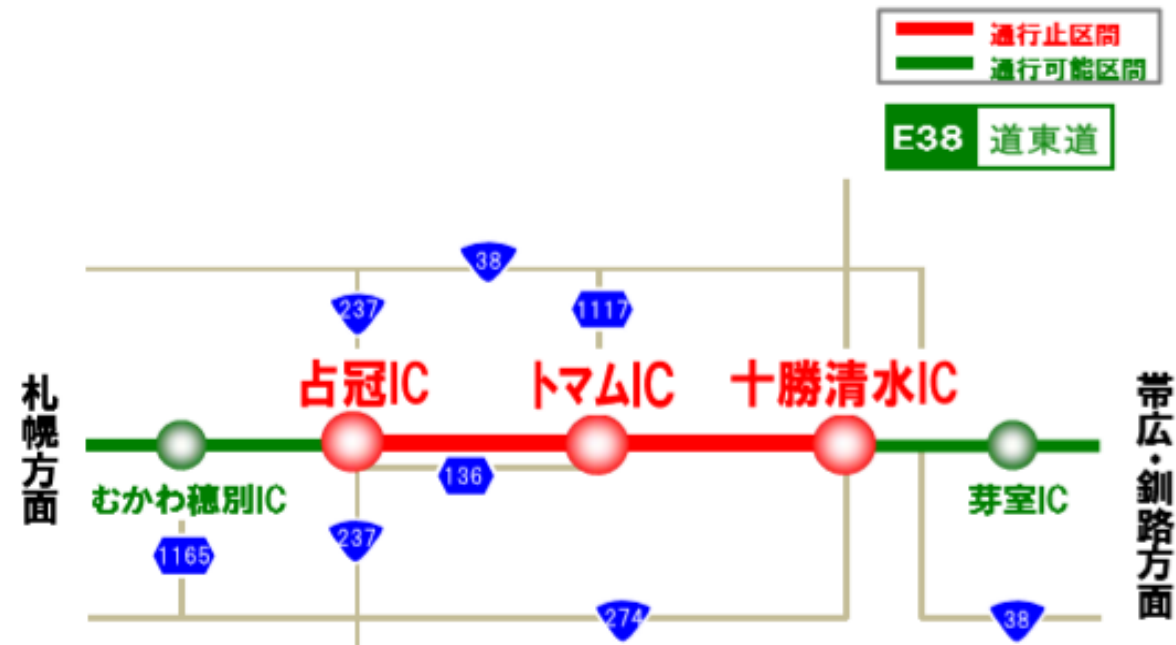 通行止区間
通行可能区間
E38 道東道
38
237
1117
占冠IC
トマムIC
十勝清水IC
札幌方面
帯広・釧路方面
136
むかわ穂別IC
芽室IC
237
1165
274
38